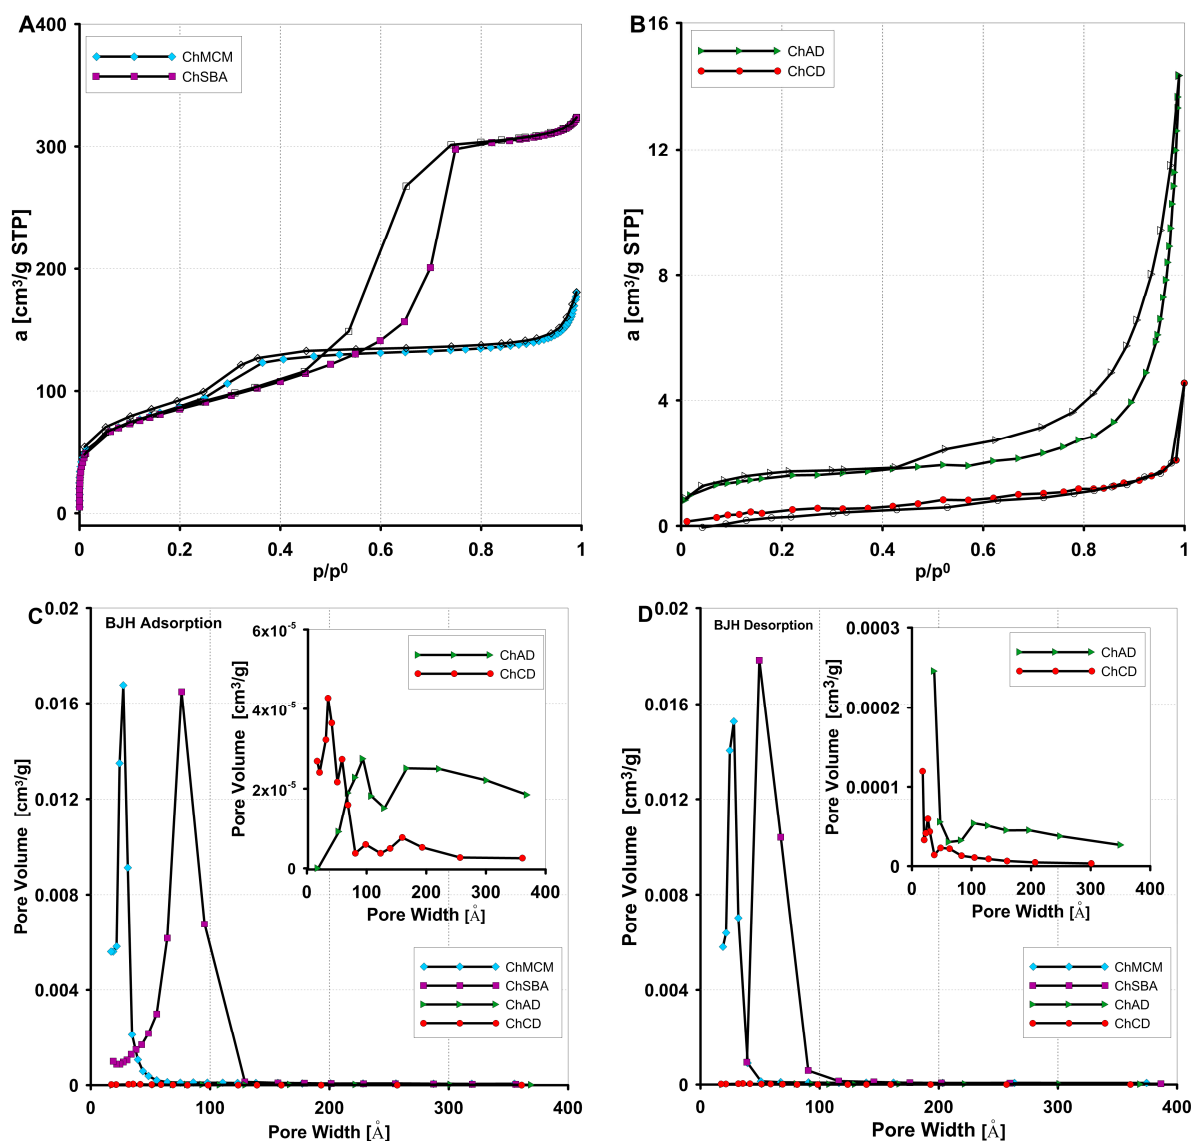 A
400
300
200
100
0
a [cm³/g STP]
ChMCM
ChSBA
0
0.2
0.4
0.6
0.8
1
p/p⁰
B
16
12
8
4
0
a [cm³/g STP]
ChAD
ChCD
0
0.2
0.4
0.6
0.8
1
p/p⁰
C
0.02
0.016
0.012
0.008
0.004
0
Pore Volume [cm³/g]
BJH Adsorption
6x10⁻⁵
4x10⁻⁵
2x10⁻⁵
0
Pore Volume [cm³/g]
ChAD
ChCD
0
100
200
300
400
Pore Width [Å]
ChMCM
ChSBA
ChAD
ChCD
0
100
200
300
400
Pore Width [Å]
D
0.02
0.016
0.012
0.008
0.004
0
Pore Volume [cm³/g]
BJH Desorption
0.0003
0.0002
0.0001
0
Pore Volume [cm³/g]
ChAD
ChCD
0
100
200
300
400
Pore Width [Å]
ChMCM
ChSBA
ChAD
ChCD
0
100
200
300
400
Pore Width [Å]